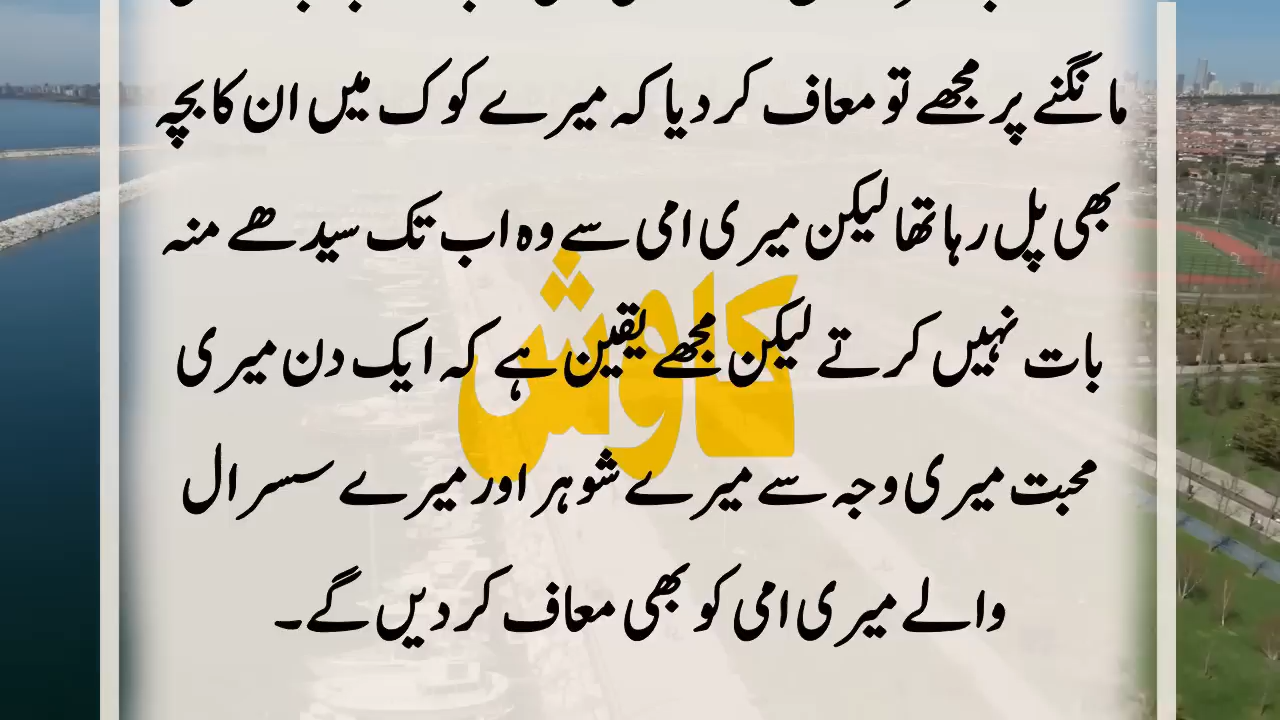 مانگنے پر مجھے تو معاف کر دیا کہ میرے کوک میں ان کا بچہ
بھی پل رہا تھا لیکن میری امی سے وہ اب تک سیدھے منہ
بات نہیں کرتے لیکن مجھے یقین ہے کہ ایک دن میری
محبت میری وجہ سے میرے شوہر اور میرے سسرال
والے میری امی کو بھی معاف کر دیں گے۔
کاوش